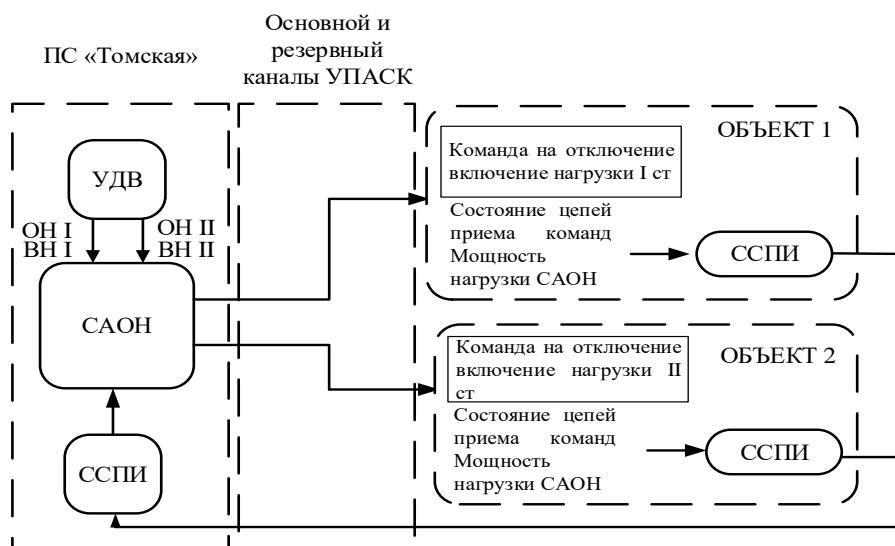 Основной и
резервный
каналы УПАСК
ПС «Томская»
УДВ
ОН I
ВН I
ОН II
ВН II
САОН
ССПИ
ОБЪЕКТ 1
Команда на отключение
включение нагрузки I ст
Состояние цепей
приема команд
Мощность
нагрузки САОН
ССПИ
ОБЪЕКТ 2
Команда на отключение
включение нагрузки II
ст
Состояние цепей
приема команд
Мощность
нагрузки САОН
ССПИ